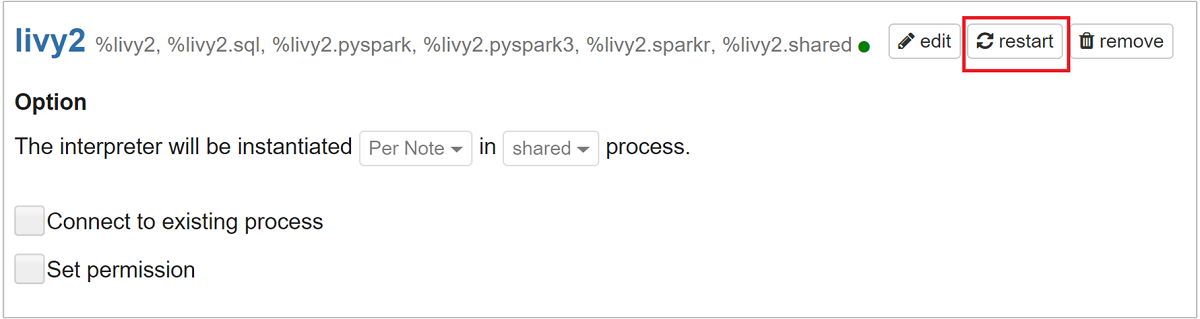 livy2 %livy2, %livy2.sql, %livy2.pyspark, %livy2.pyspark3, %livy2.sparkr, %livy2.shared edit restart remove
Option
The interpreter will be instantiated Per Note in shared process.
Connect to existing process
Set permission